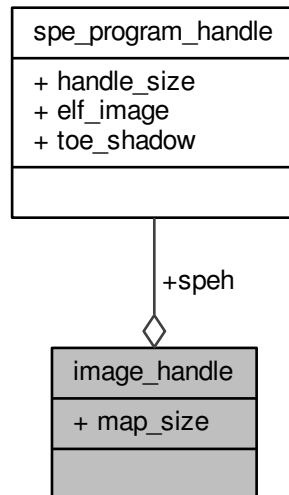 spe_program_handle
+ handle_size
+ elf_image
+ toe_shadow
+speh
image_handle
+ map_size